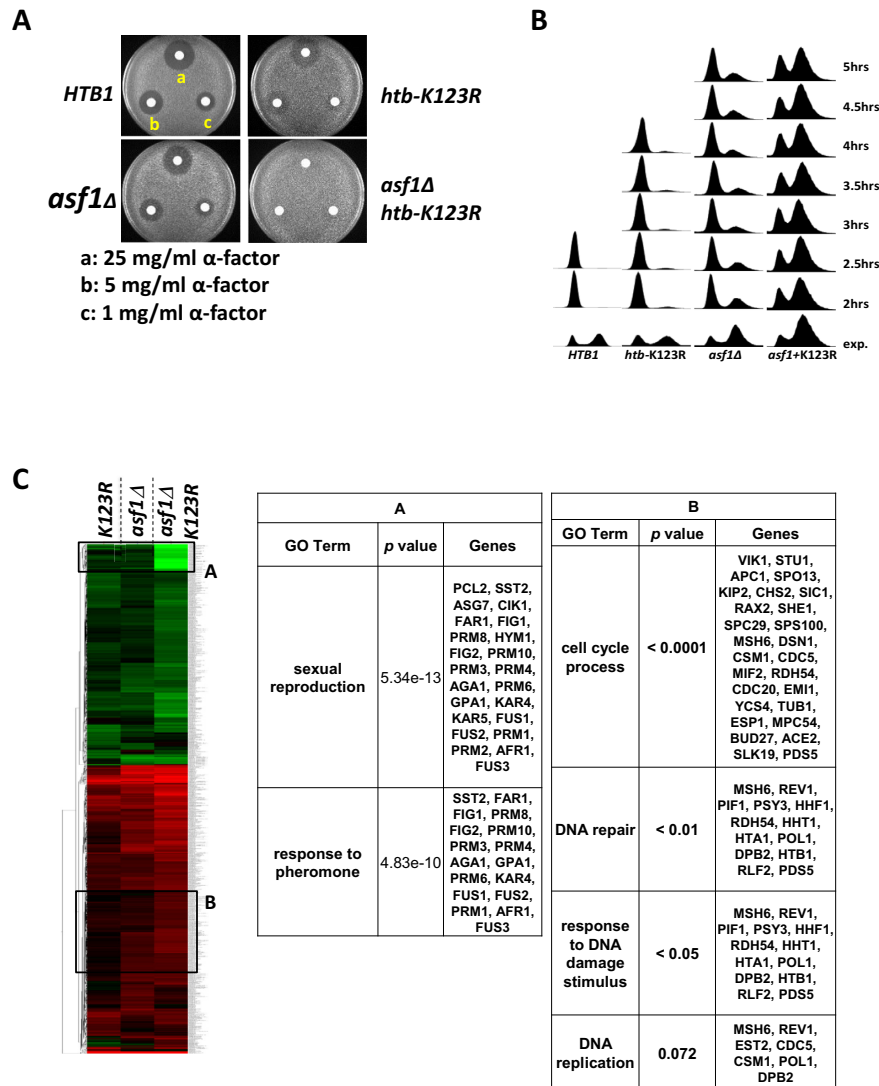 A
HTB1
htb-K123R
asf1Δ
asf1Δ
htb-K123R
a
b
c
a: 25 mg/ml α-factor
b: 5 mg/ml α-factor
c: 1 mg/ml α-factor
B
5hrs
4.5hrs
4hrs
3.5hrs
3hrs
2.5hrs
2hrs
exp.
HTB1
htb-K123R
asf1Δ
asf1+K123R
C
K123R
asf1Δ
asf1Δ
K123R
A
B
A
GO Term
p value
Genes
sexual
reproduction
5.34e-13
PCL2, SST2,
ASG7, CIK1,
FAR1, FIG1,
PRM8, HYM1,
FIG2, PRM10,
PRM3, PRM4,
AGA1, PRM6,
GPA1, KAR4,
KAR5, FUS1,
FUS2, PRM1,
PRM2, AFR1,
FUS3
response to
pheromone
4.83e-10
SST2, FAR1,
FIG1, PRM8,
FIG2, PRM10,
PRM3, PRM4,
AGA1, GPA1,
PRM6, KAR4,
FUS1, FUS2,
PRM1, AFR1,
FUS3
B
GO Term
p value
Genes
cell cycle
process
< 0.0001
VIK1, STU1,
APC1, SPO13,
KIP2, CHS2, SIC1,
RAX2, SHE1,
SPC29, SPS100,
MSH6, DSN1,
CSM1, CDC5,
MIF2, RDH54,
CDC20, EMI1,
YCS4, TUB1,
ESP1, MPC54,
BUD27, ACE2,
SLK19, PDS5
DNA repair
< 0.01
MSH6, REV1,
PIF1, PSY3, HHF1,
RDH54, HHT1,
HTA1, POL1,
DPB2, HTB1,
RLF2, PDS5
response
to DNA
damage
stimulus
< 0.05
MSH6, REV1,
PIF1, PSY3, HHF1,
RDH54, HHT1,
HTA1, POL1,
DPB2, HTB1,
RLF2, PDS5
DNA
replication
0.072
MSH6, REV1,
EST2, CDC5,
CSM1, POL1,
DPB2